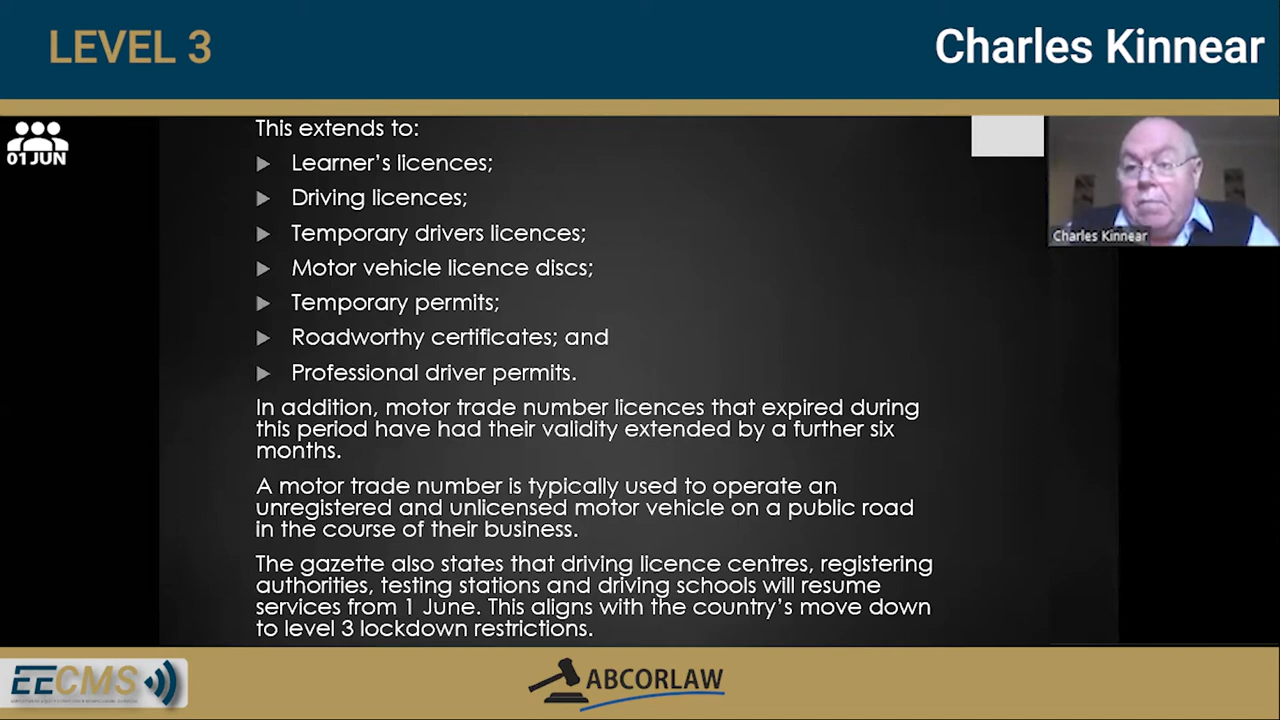 LEVEL 3
Charles Kinnear
01 JUN
This extends to:
Learner's licences;
Driving licences;
Temporary drivers licences;
Motor vehicle licence discs;
Temporary permits;
Roadworthy certificates; and
Professional driver permits.
In addition, motor trade number licences that expired during
this period have had their validity extended by a further six
months.
A motor trade number is typically used to operate an
unregistered and unlicensed motor vehicle on a public road
in the course of their business.
The gazette also states that driving licence centres, registering
authorities, testing stations and driving schools will resume
services from 1 June. This aligns with the country's move down
to level 3 lockdown restrictions.
Charles Kinnear
EECMS
ABCORLAW